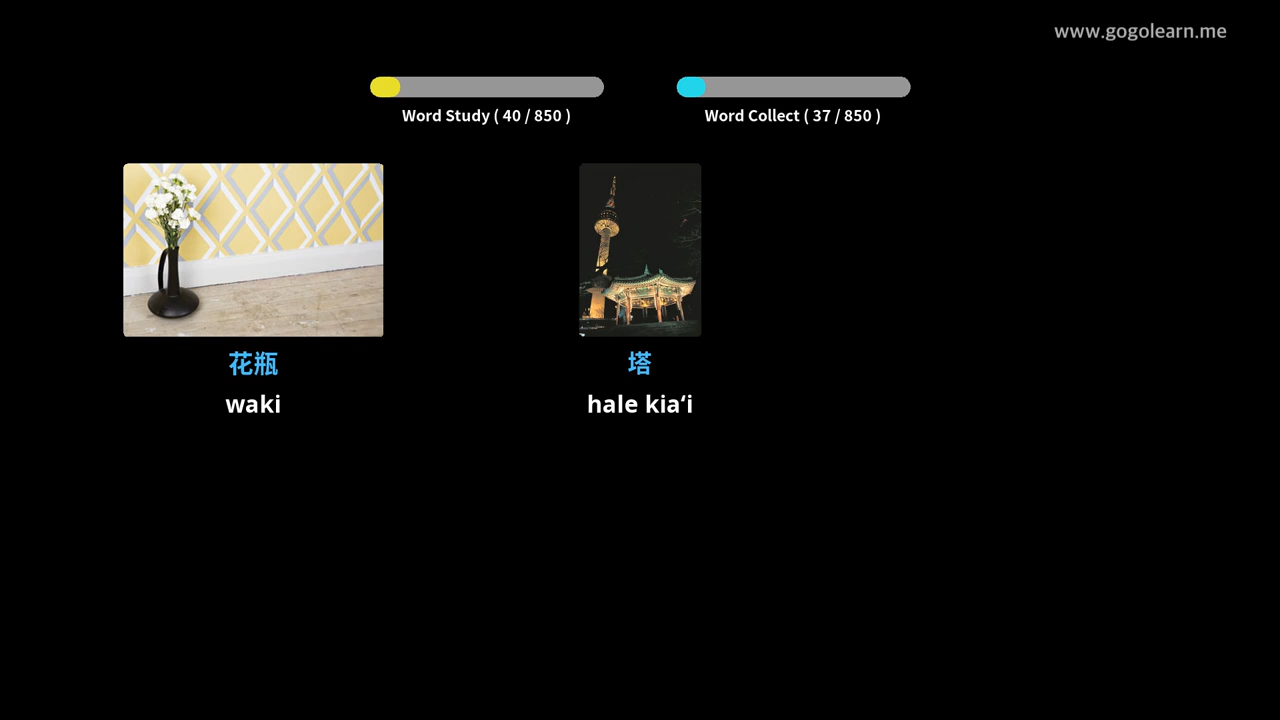 www.gogolearn.me
Word Study ( 40 / 850 )
Word Collect ( 37 / 850 )
花瓶
waki
塔
hale kiaʻi